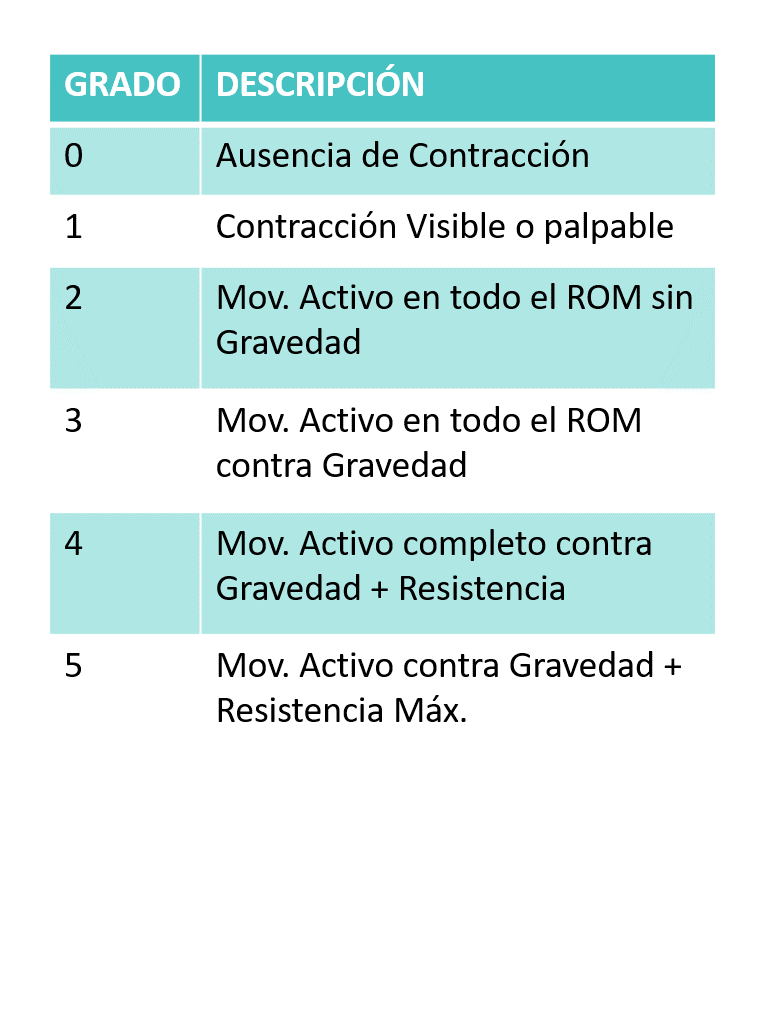 GRADO DESCRIPCIÓN
0 Ausencia de Contracción
1 Contracción Visible o palpable
2 Mov. Activo en todo el ROM sin
Gravedad
3 Mov. Activo en todo el ROM
contra Gravedad
4 Mov. Activo completo contra
Gravedad + Resistencia
5 Mov. Activo contra Gravedad +
Resistencia Máx.